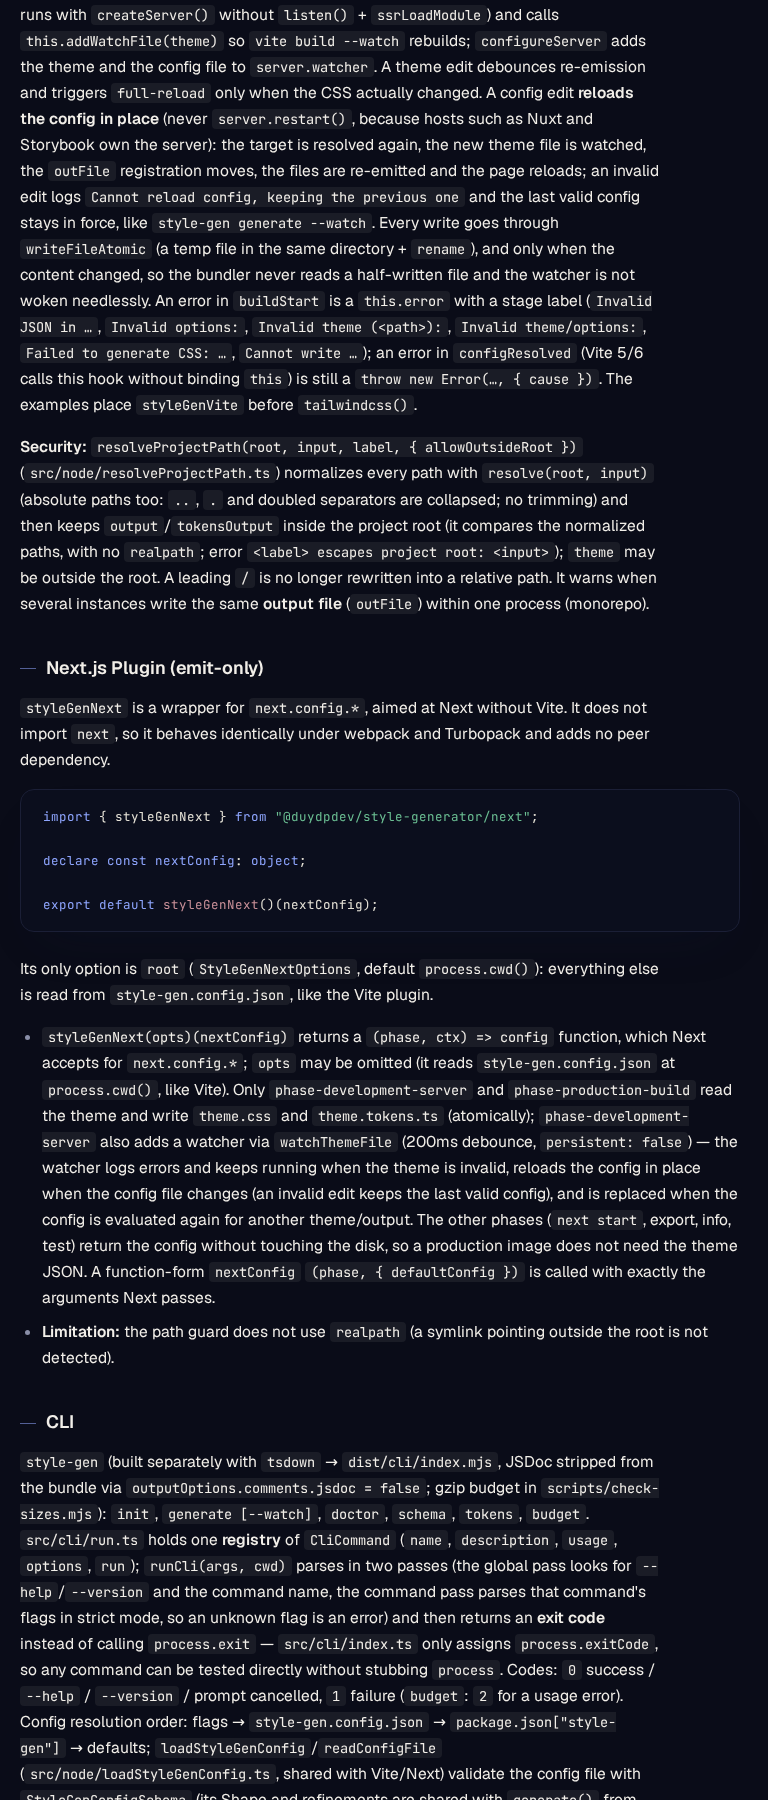 runs with createServer() without listen() + ssrLoadModule) and calls
this.addWatchFile(theme) so vite build --watch rebuilds; configureServer adds
the theme and the config file to server.watcher. A theme edit debounces re-emission
and triggers full-reload only when the CSS actually changed. A config edit reloads
the config in place (never server.restart(), because hosts such as Nuxt and
Storybook own the server): the target is resolved again, the new theme file is watched,
the outFile registration moves, the files are re-emitted and the page reloads; an invalid
edit logs Cannot reload config, keeping the previous one and the last valid config
stays in force, like style-gen generate --watch. Every write goes through
writeFileAtomic (a temp file in the same directory + rename), and only when the
content changed, so the bundler never reads a half-written file and the watcher is not
woken needlessly. An error in buildStart is a this.error with a stage label (Invalid
JSON in …, Invalid options:, Invalid theme (<path>):, Invalid theme/options:,
Failed to generate CSS: …, Cannot write …); an error in configResolved (Vite 5/6
calls this hook without binding this) is still a throw new Error(…, { cause }). The
examples place styleGenVite before tailwindcss().
Security: resolveProjectPath(root, input, label, { allowOutsideRoot })
(src/node/resolveProjectPath.ts) normalizes every path with resolve(root, input)
(absolute paths too: .., . and doubled separators are collapsed; no trimming) and
then keeps output/tokensOutput inside the project root (it compares the normalized
paths, with no realpath; error <label> escapes project root: <input>); theme may
be outside the root. A leading / is no longer rewritten into a relative path. It warns when
several instances write the same output file (outFile) within one process (monorepo).
— Next.js Plugin (emit-only)
styleGenNext is a wrapper for next.config.*, aimed at Next without Vite. It does not
import next, so it behaves identically under webpack and Turbopack and adds no peer
dependency.
import { styleGenNext } from "@duydpdev/style-generator/next";
declare const nextConfig: object;
export default styleGenNext()(nextConfig);
Its only option is root (StyleGenNextOptions, default process.cwd()): everything else
is read from style-gen.config.json, like the Vite plugin.
• styleGenNext(opts)(nextConfig) returns a (phase, ctx) => config function, which Next
accepts for next.config.*; opts may be omitted (it reads style-gen.config.json at
process.cwd(), like Vite). Only phase-development-server and phase-production-build read
the theme and write theme.css and theme.tokens.ts (atomically); phase-development-
server also adds a watcher via watchThemeFile (200ms debounce, persistent: false) — the
watcher logs errors and keeps running when the theme is invalid, reloads the config in place
when the config file changes (an invalid edit keeps the last valid config), and is replaced when the
config is evaluated again for another theme/output. The other phases (next start, export, info,
test) return the config without touching the disk, so a production image does not need the theme
JSON. A function-form nextConfig (phase, { defaultConfig }) is called with exactly the
arguments Next passes.
• Limitation: the path guard does not use realpath (a symlink pointing outside the root is not
detected).
— CLI
style-gen (built separately with tsdown → dist/cli/index.mjs, JSDoc stripped from
the bundle via outputOptions.comments.jsdoc = false; gzip budget in scripts/check-
sizes.mjs): init, generate [--watch], doctor, schema, tokens, budget.
src/cli/run.ts holds one registry of CliCommand (name, description, usage,
options, run); runCli(args, cwd) parses in two passes (the global pass looks for --
help/--version and the command name, the command pass parses that command's
flags in strict mode, so an unknown flag is an error) and then returns an exit code
instead of calling process.exit — src/cli/index.ts only assigns process.exitCode,
so any command can be tested directly without stubbing process. Codes: 0 success /
--help / --version / prompt cancelled, 1 failure (budget: 2 for a usage error).
Config resolution order: flags → style-gen.config.json → package.json["style-
gen"] → defaults; loadStyleGenConfig/readConfigFile
(src/node/loadStyleGenConfig.ts, shared with Vite/Next) validate the config file with
StyleGenConfigSchema (its Shape and refinements are shared with generate() from